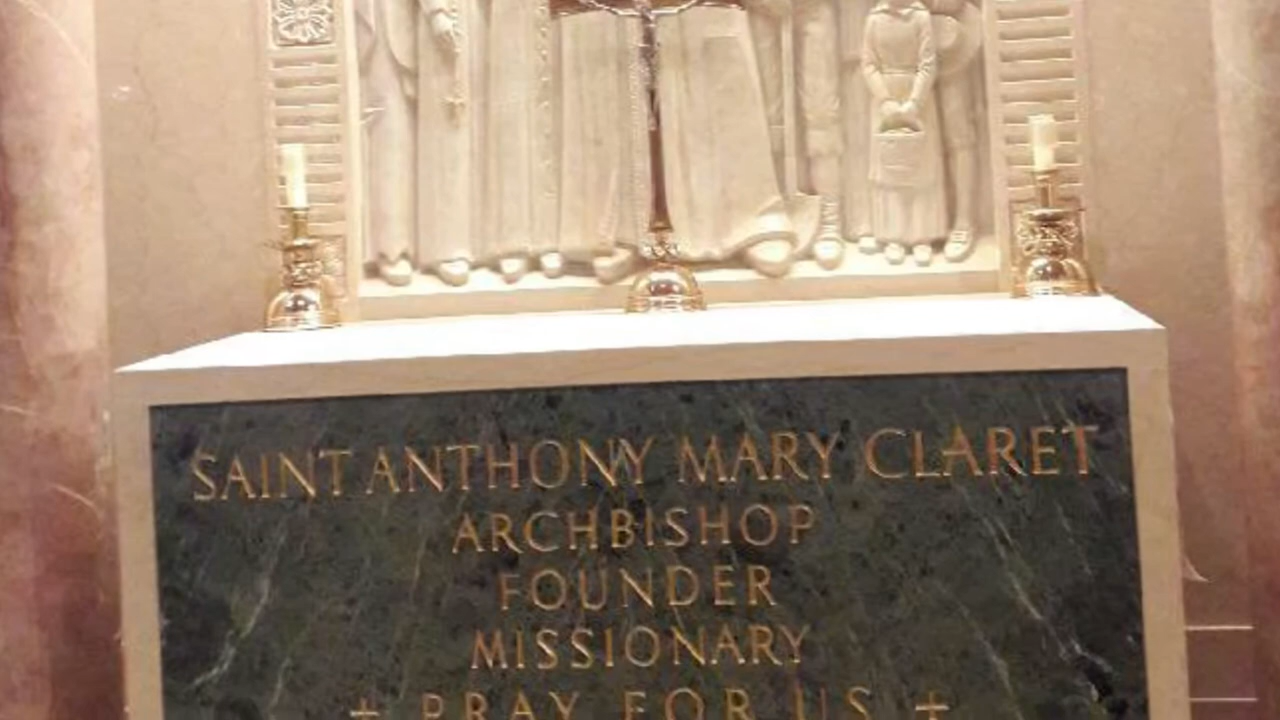 SAINT ANTHONY MARY CLARET
ARCHBISHOP
FOUNDER
MISSIONARY
+ PRAY FOR US +